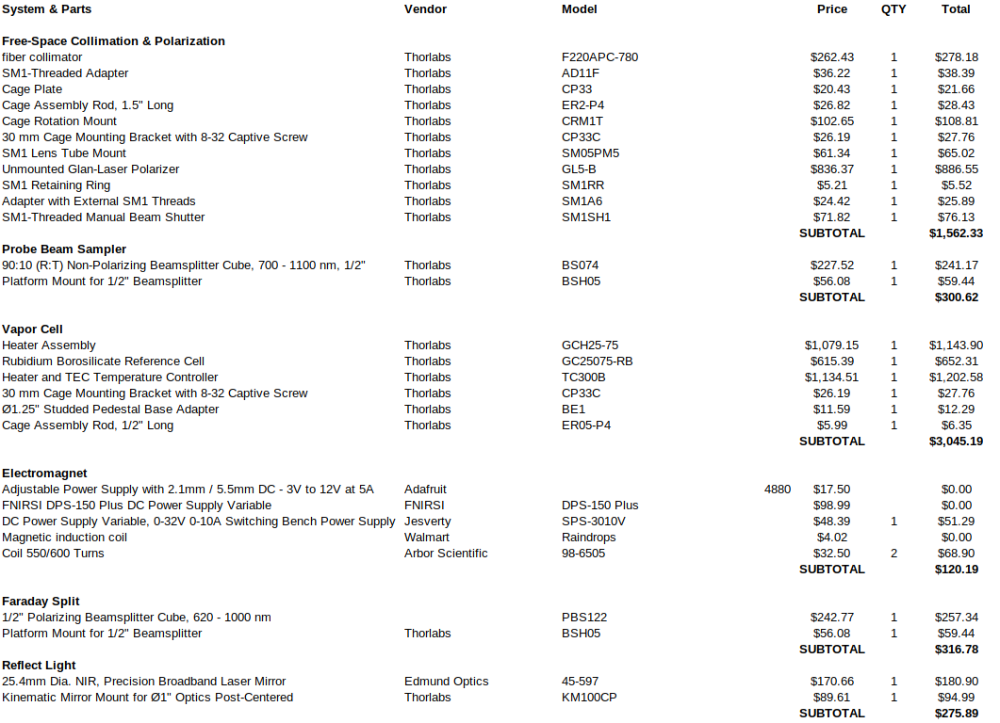 System & Parts Vendor Model Price QTY Total
Free-Space Collimation & Polarization
fiber collimator Thorlabs F220APC-780 $262.43 1 $278.18
SM1-Threaded Adapter Thorlabs AD11F $36.22 1 $38.39
Cage Plate Thorlabs CP33 $20.43 1 $21.66
Cage Assembly Rod, 1.5" Long Thorlabs ER2-P4 $26.82 1 $28.43
Cage Rotation Mount Thorlabs CRM1T $102.65 1 $108.81
30 mm Cage Mounting Bracket with 8-32 Captive Screw Thorlabs CP33C $26.19 1 $27.76
SM1 Lens Tube Mount Thorlabs SM05PM5 $61.34 1 $65.02
Unmounted Glan-Laser Polarizer Thorlabs GL5-B $836.37 1 $886.55
SM1 Retaining Ring Thorlabs SM1RR $5.21 1 $5.52
Adapter with External SM1 Threads Thorlabs SM1A6 $24.42 1 $25.89
SM1-Threaded Manual Beam Shutter Thorlabs SM1SH1 $71.82 1 $76.13
SUBTOTAL $1,562.33
Probe Beam Sampler
90:10 (R:T) Non-Polarizing Beamsplitter Cube, 700 - 1100 nm, 1/2" Thorlabs BS074 $227.52 1 $241.17
Platform Mount for 1/2" Beamsplitter Thorlabs BSH05 $56.08 1 $59.44
SUBTOTAL $300.62
Vapor Cell
Heater Assembly Thorlabs GCH25-75 $1,079.15 1 $1,143.90
Rubidium Borosilicate Reference Cell Thorlabs GC25075-RB $615.39 1 $652.31
Heater and TEC Temperature Controller Thorlabs TC300B $1,134.51 1 $1,202.58
30 mm Cage Mounting Bracket with 8-32 Captive Screw Thorlabs CP33C $26.19 1 $27.76
Ø1.25" Studded Pedestal Base Adapter Thorlabs BE1 $11.59 1 $12.29
Cage Assembly Rod, 1/2" Long Thorlabs ER05-P4 $5.99 1 $6.35
SUBTOTAL $3,045.19
Electromagnet
Adjustable Power Supply with 2.1mm / 5.5mm DC - 3V to 12V at 5A Adafruit 4880 $17.50 $0.00
FNIRSI DPS-150 Plus DC Power Supply Variable FNIRSI DPS-150 Plus $98.99 $0.00
DC Power Supply Variable, 0-32V 0-10A Switching Bench Power Supply Jesverty SPS-3010V $48.39 1 $51.29
Magnetic induction coil Walmart Raindrops $4.02 $0.00
Coil 550/600 Turns Arbor Scientific 98-6505 $32.50 2 $68.90
SUBTOTAL $120.19
Faraday Split
1/2" Polarizing Beamsplitter Cube, 620 - 1000 nm PBS122 $242.77 1 $257.34
Platform Mount for 1/2" Beamsplitter Thorlabs BSH05 $56.08 1 $59.44
SUBTOTAL $316.78
Reflect Light
25.4mm Dia. NIR, Precision Broadband Laser Mirror Edmund Optics 45-597 $170.66 1 $180.90
Kinematic Mirror Mount for Ø1" Optics Post-Centered Thorlabs KM100CP $89.61 1 $94.99
SUBTOTAL $275.89